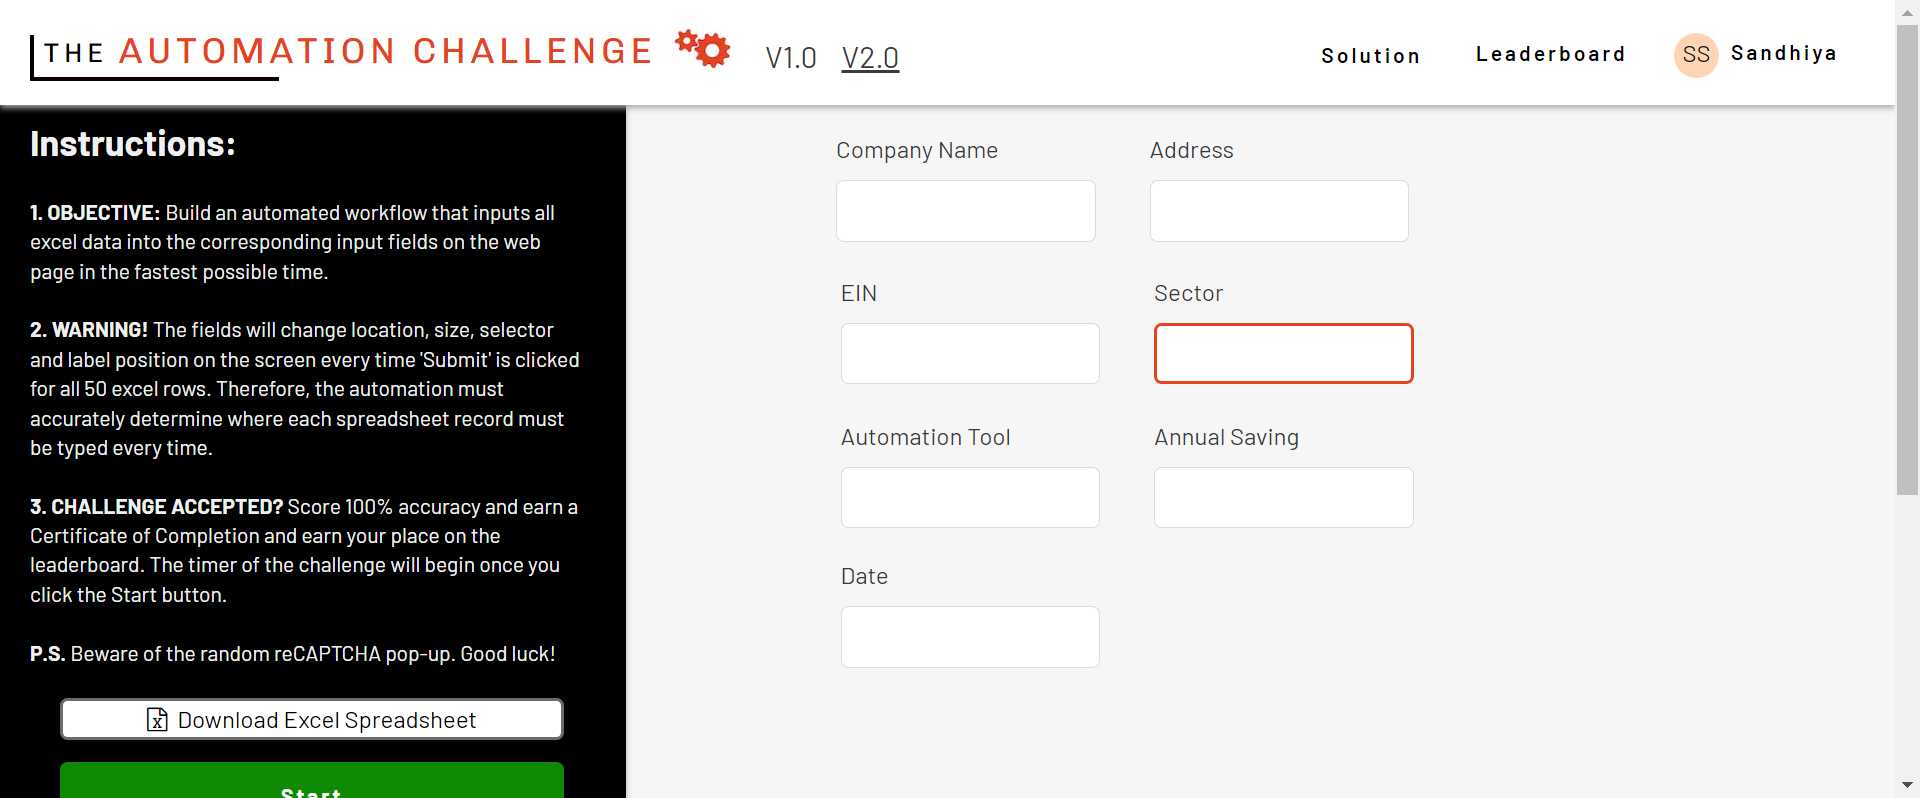 THE AUTOMATION CHALLENGE
V1.0 V2.0
Solution
Leaderboard
SS Sandhiya
Instructions:
1. OBJECTIVE: Build an automated workflow that inputs all
excel data into the corresponding input fields on the web
page in the fastest possible time.
2. WARNING! The fields will change location, size, selector
and label position on the screen every time 'Submit' is clicked
for all 50 excel rows. Therefore, the automation must
accurately determine where each spreadsheet record must
be typed every time.
3. CHALLENGE ACCEPTED? Score 100% accuracy and earn a
Certificate of Completion and earn your place on the
leaderboard. The timer of the challenge will begin once you
click the Start button.
P.S. Beware of the random reCAPTCHA pop-up. Good luck!
Download Excel Spreadsheet
Start
Company Name
Address
EIN
Sector
Automation Tool
Annual Saving
Date